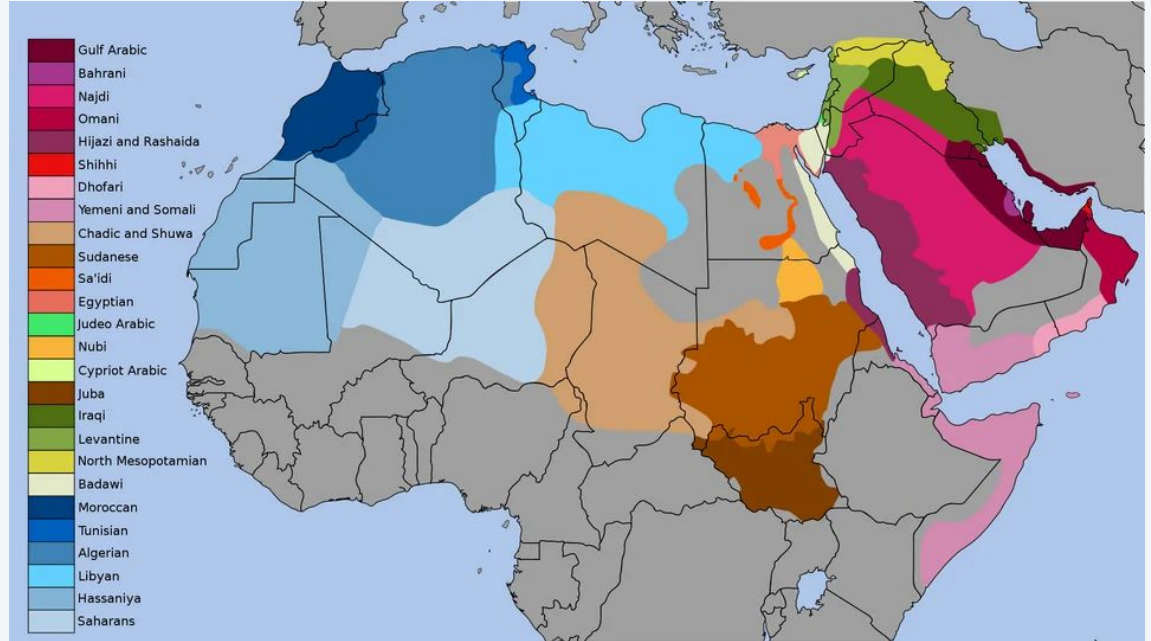 Gulf Arabic
Bahrani
Najdi
Omani
Hijazi and Rashaida
Shihhi
Dhofari
Yemeni and Somali
Chadic and Shuwa
Sudanese
Sa'idi
Egyptian
Judeo Arabic
Nubi
Cypriot Arabic
Juba
Iraqi
Levantine
North Mesopotamian
Badawi
Moroccan
Tunisian
Algerian
Libyan
Hassaniya
Saharans